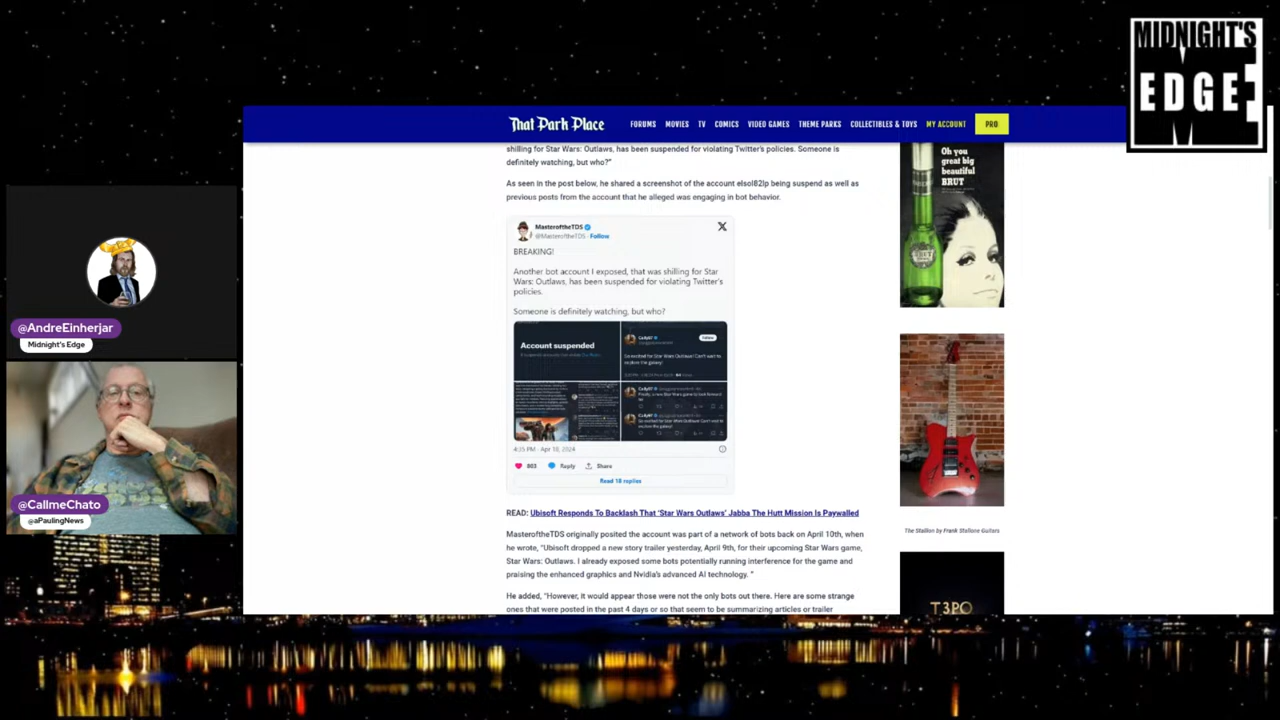 MIDNIGHT'S
EDGE
That Park Place
FORUMS MOVIES TV COMICS VIDEO GAMES THEME PARKS COLLECTIBLES & TOYS MY ACCOUNT PRO
shilling for Star Wars: Outlaws, has been suspended for violating Twitter's policies. Someone is
definitely watching, but who?"
As seen in the post below, he shared a screenshot of the account elsol82lp being suspend as well as
previous posts from the account that he alleged was engaging in bot behavior.
MasteroftheTDS
@MasteroftheTDS · Follow
BREAKING!
Another bot account I exposed, that was shilling for Star
Wars: Outlaws, has been suspended for violating Twitter's
policies.
Someone is definitely watching, but who?
Account suspended
4:35 PM · Apr 18, 2024
803 Reply Share
Read 18 replies
READ: Ubisoft Responds To Backlash That 'Star Wars Outlaws' Jabba The Hutt Mission Is Paywalled
MasteroftheTDS originally posited the account was part of a network of bots back on April 10th, when
he wrote, "Ubisoft dropped a new story trailer yesterday, April 9th, for their upcoming Star Wars game,
Star Wars: Outlaws. I already exposed some bots potentially running interference for the game and
praising the enhanced graphics and Nvidia's advanced AI technology. "
He added, "However, it would appear those were not the only bots out there. Here are some strange
ones that were posted in the past 4 days or so that seem to be summarizing articles or trailer
Oh you
great big
beautiful
BRUT
The Stallion by Frank Stallone Guitars
T3PO
@AndreEinherjar
Midnight's Edge
@CallmeChato
@aPaulingNews